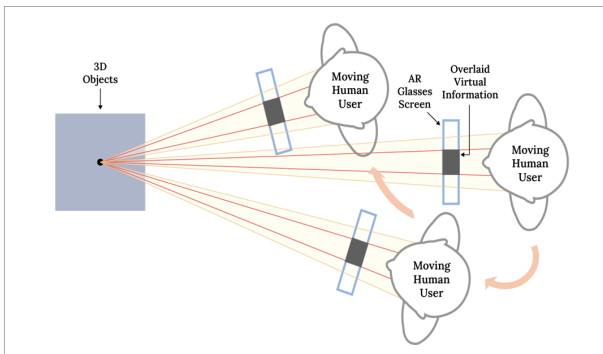 3D
Objects
Moving
Human
User
AR
Glasses
Screen
Overlaid
Virtual
Information
Moving
Human
User
Moving
Human
User